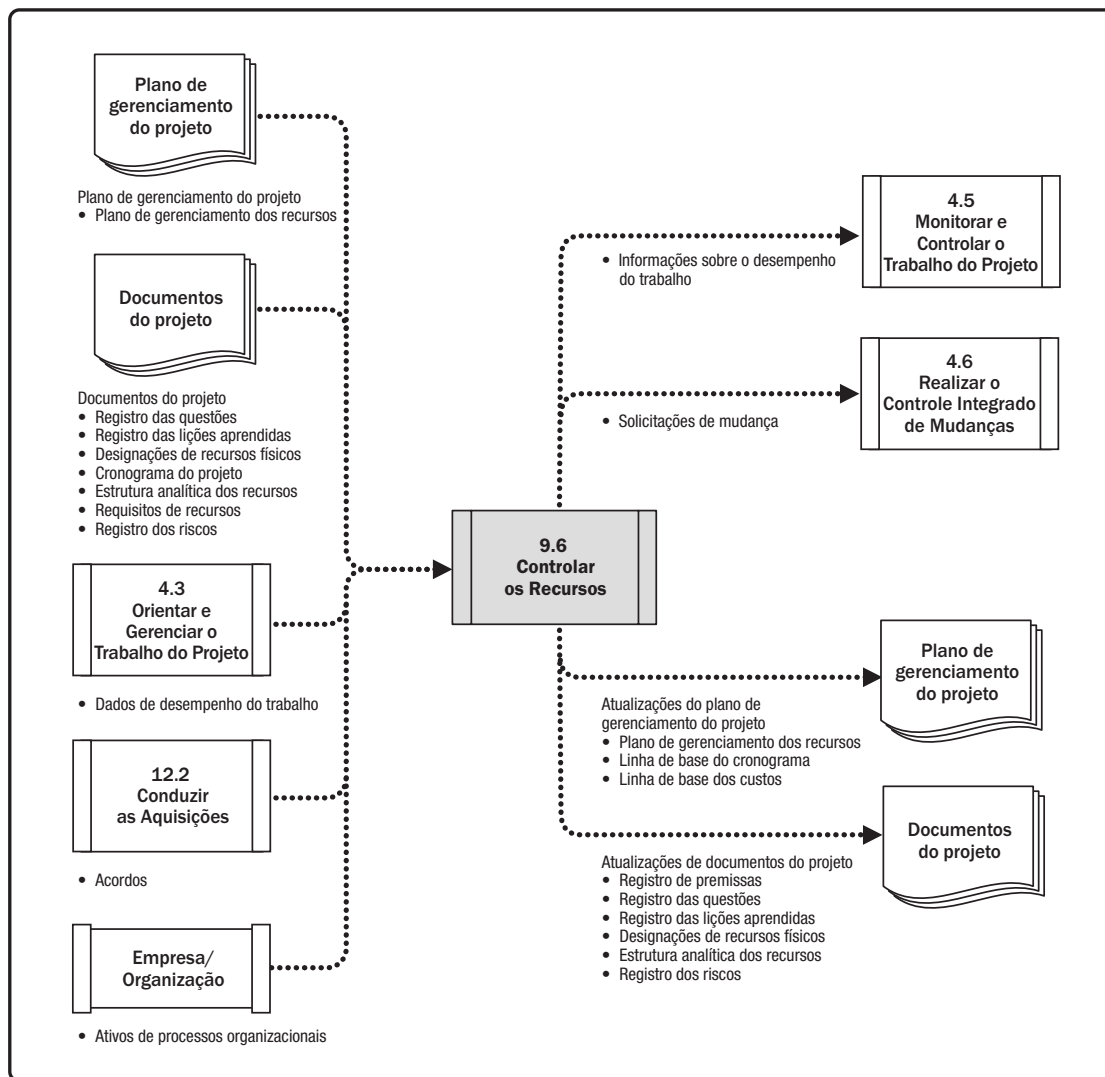 Plano de
gerenciamento
do projeto
Plano de gerenciamento do projeto
• Plano de gerenciamento dos recursos
Documentos
do projeto
Documentos do projeto
• Registro das questões
• Registro das lições aprendidas
• Designações de recursos físicos
• Cronograma do projeto
• Estrutura analítica dos recursos
• Requisitos de recursos
• Registro dos riscos
4.3
Orientar e
Gerenciar o
Trabalho do Projeto
• Dados de desempenho do trabalho
12.2
Conduzir
as Aquisições
• Acordos
Empresa/
Organização
• Ativos de processos organizacionais
9.6
Controlar
os Recursos
• Informações sobre o desempenho
do trabalho
4.5
Monitorar e
Controlar o
Trabalho do Projeto
• Solicitações de mudança
4.6
Realizar o
Controle Integrado
de Mudanças
Atualizações do plano de
gerenciamento do projeto
• Plano de gerenciamento dos recursos
• Linha de base do cronograma
• Linha de base dos custos
Plano de
gerenciamento
do projeto
Atualizações de documentos do projeto
• Registro de premissas
• Registro das questões
• Registro das lições aprendidas
• Designações de recursos físicos
• Estrutura analítica dos recursos
• Registro dos riscos
Documentos
do projeto